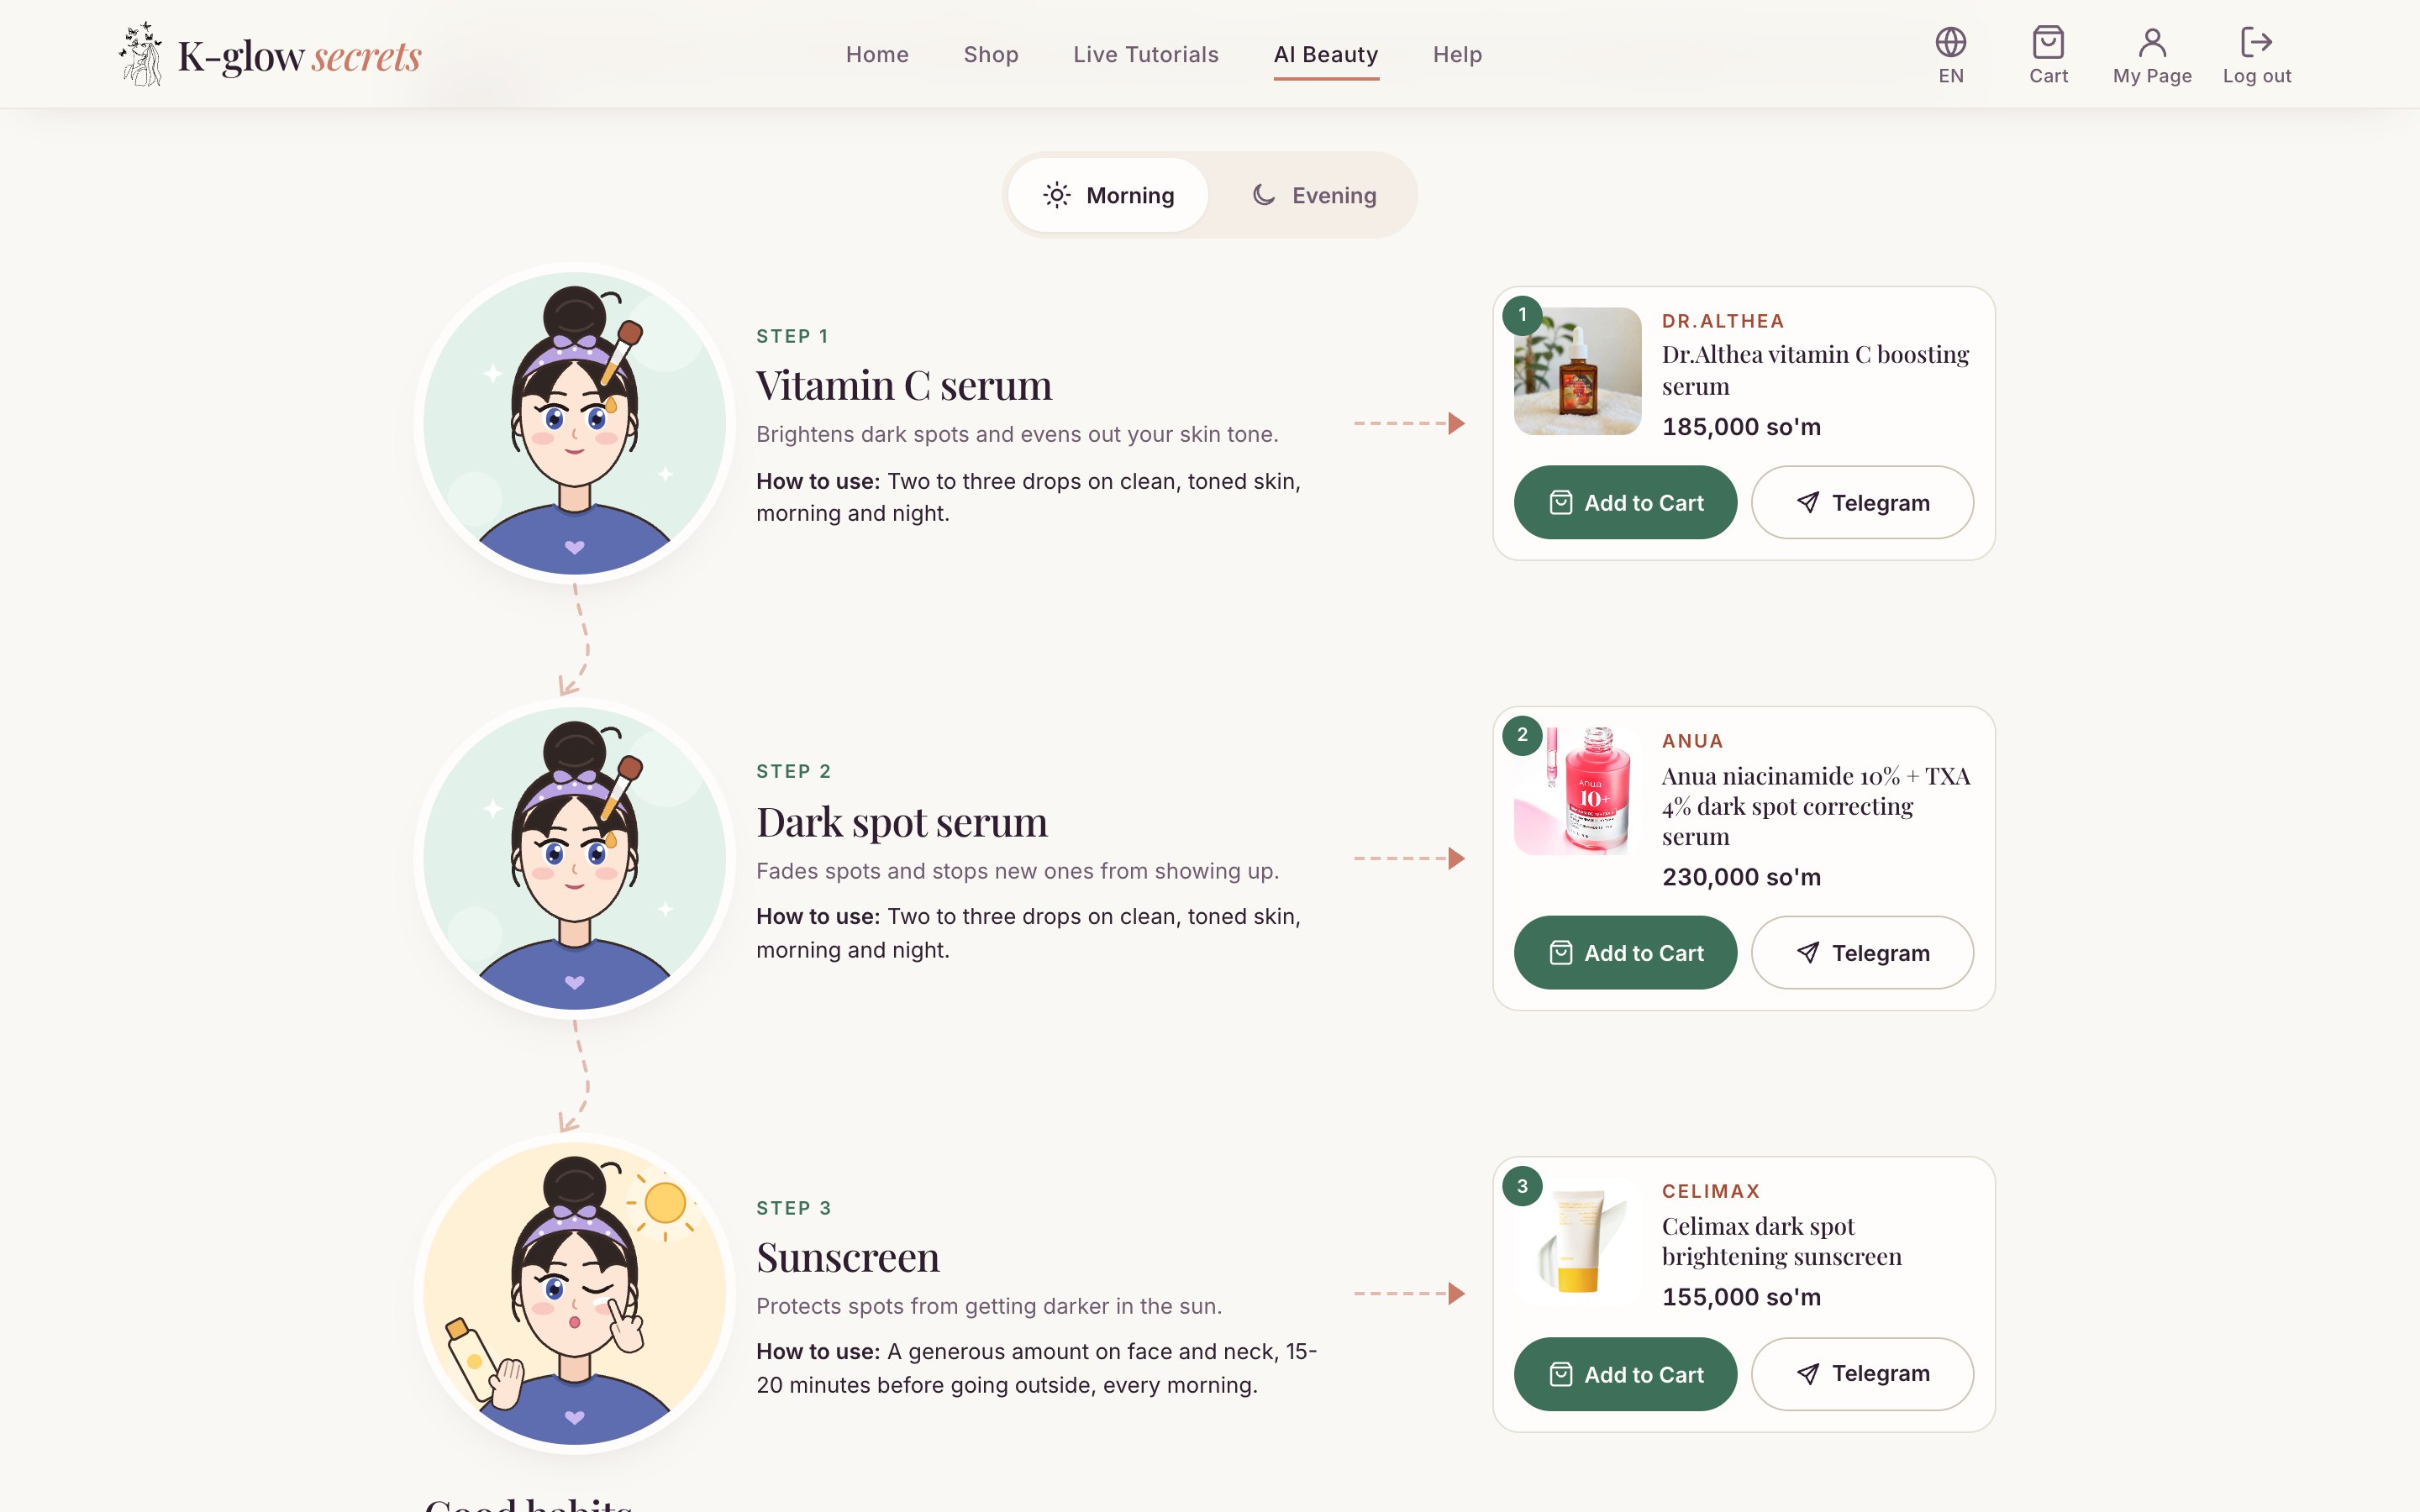 K-glow secrets
Home
Shop
Live Tutorials
AI Beauty
Help
EN
Cart
My Page
Log out
Morning
Evening
STEP 1
Vitamin C serum
Brightens dark spots and evens out your skin tone.
How to use: Two to three drops on clean, toned skin,
morning and night.
1
DR.ALTHEA
Dr.Althea vitamin C boosting
serum
185,000 so'm
Add to Cart
Telegram
STEP 2
Dark spot serum
Fades spots and stops new ones from showing up.
How to use: Two to three drops on clean, toned skin,
morning and night.
2
Anua
10+
ANUA
Anua niacinamide 10% + TXA
4% dark spot correcting
serum
230,000 so'm
Add to Cart
Telegram
STEP 3
Sunscreen
Protects spots from getting darker in the sun.
How to use: A generous amount on face and neck, 15-
20 minutes before going outside, every morning.
3
CELIMAX
Celimax dark spot
brightening sunscreen
155,000 so'm
Add to Cart
Telegram
Good habits